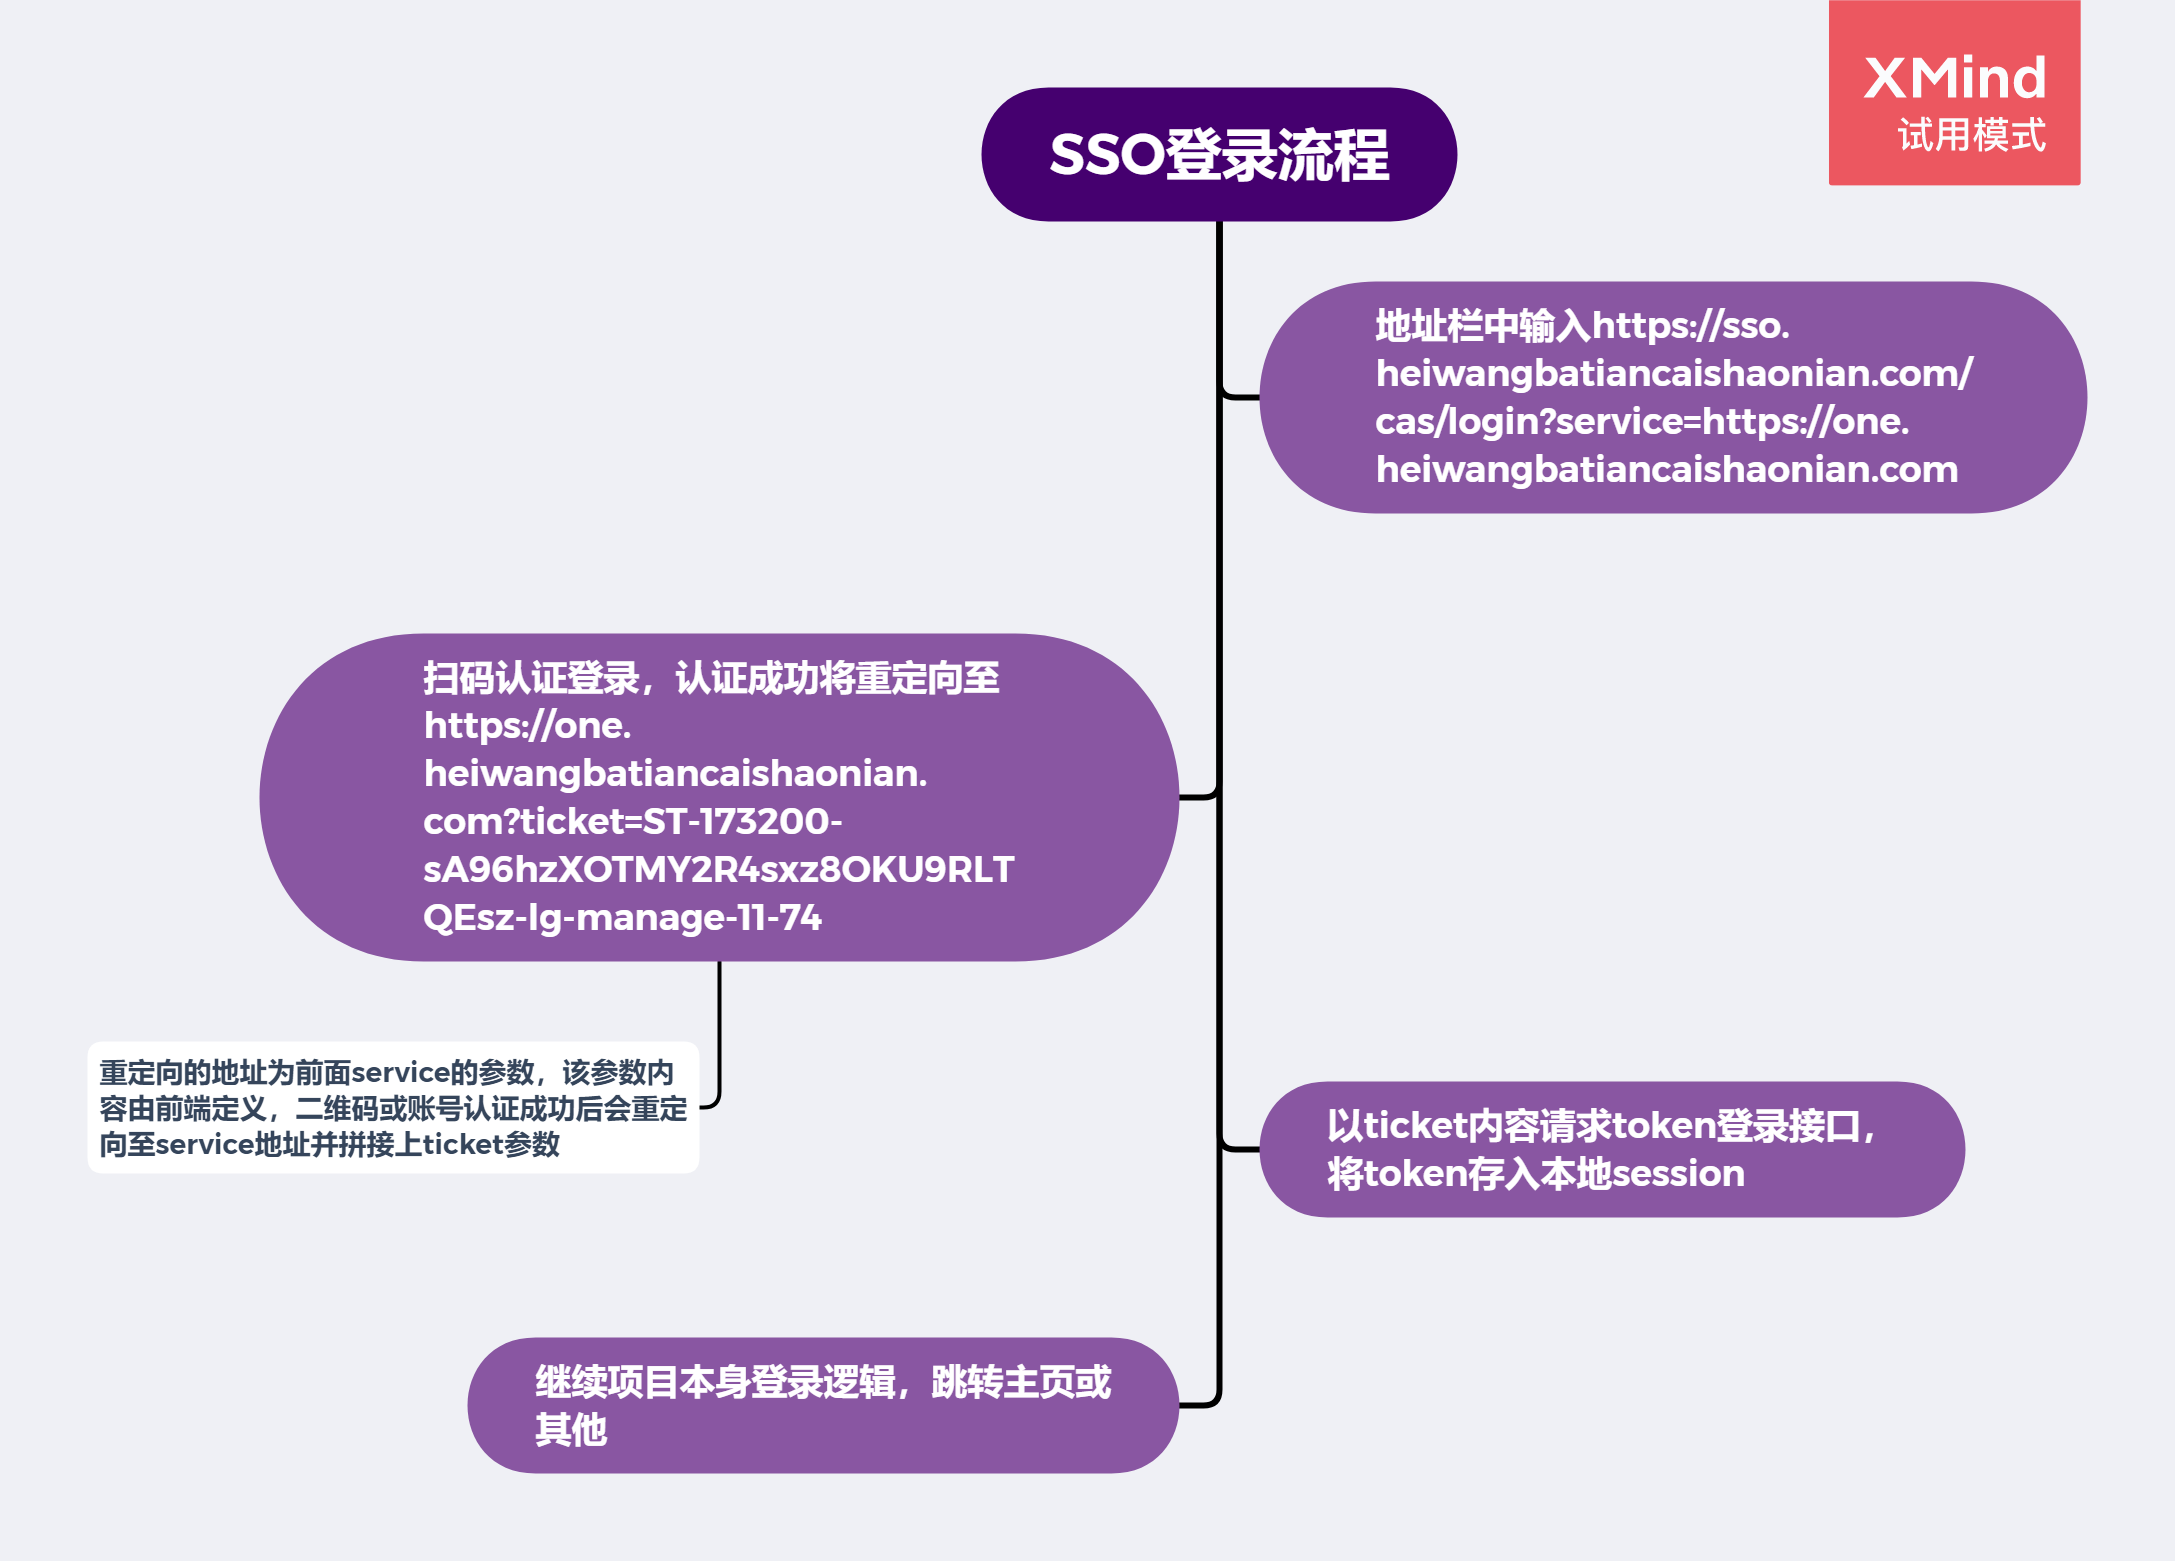 XMind
试用模式
SSO登录流程
地址栏中输入https://sso.
heiwangbatiancaishaonian.com/
cas/login?service=https://one.
heiwangbatiancaishaonian.com
扫码认证登录，认证成功将重定向至
https://one.
heiwangbatiancaishaonian.
com?ticket=ST-173200-
sA96hzXOTMY2R4sxz8OKU9RLT
QEsz-lg-manage-11-74
重定向的地址为前面service的参数，该参数内
容由前端定义，二维码或账号认证成功后会重定
向至service地址并拼接上ticket参数
以ticket内容请求token登录接口，
将token存入本地session
继续项目本身登录逻辑，跳转主页或
其他